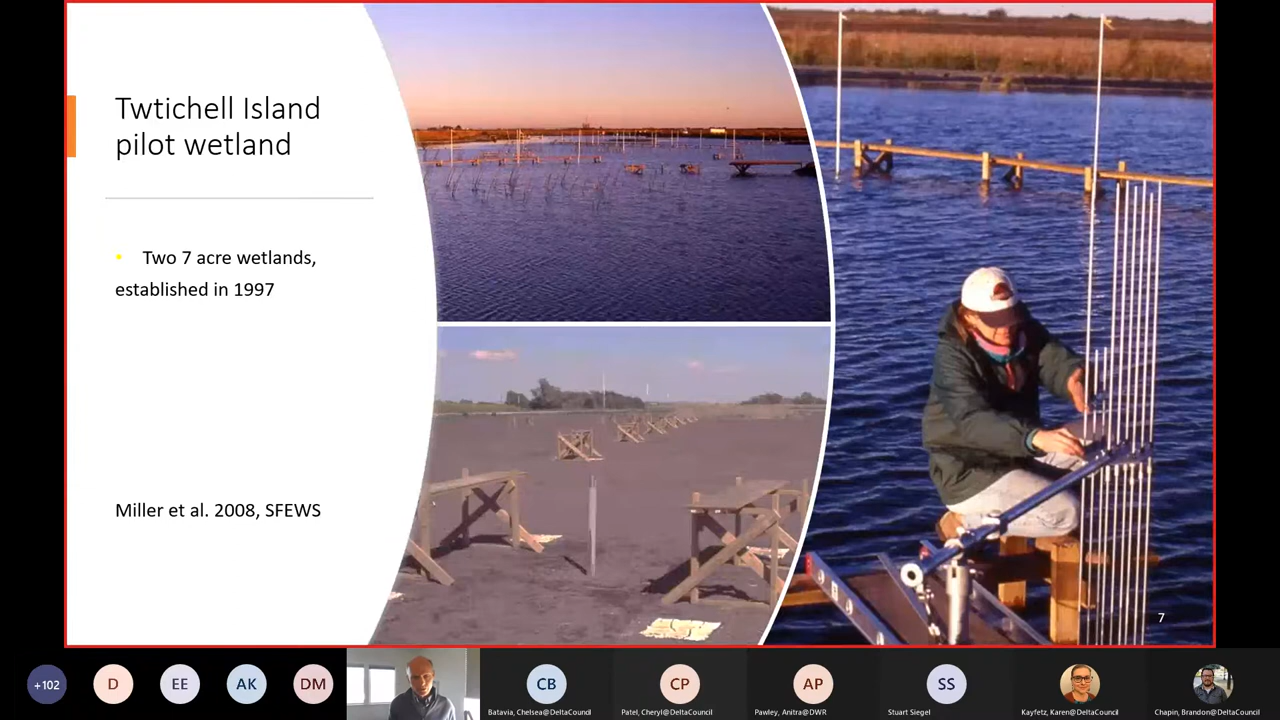 Twtichell Island
pilot wetland
Two 7 acre wetlands,
established in 1997
Miller et al. 2008, SFEWS
7
+102
D
EE
AK
DM
CB
CP
AP
SS
Batavia, Chelsea@DeltaCouncil
Patel, Cheryl@DeltaCouncil
Pawley, Anitra@DWR
Stuart Siegel
Kayfetz, Karen@DeltaCouncil
Chapin, Brandon@DeltaCouncil